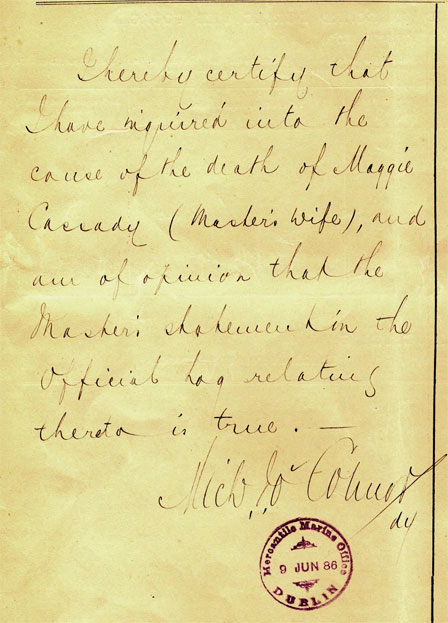 I hereby certify that
I have inquired into the
cause of the death of Maggie
Cassady (Master's Wife), and
am of opinion that the
Master's statement in the
Official Log relating
thereto is true. —
Mich. Jo
dy
Mercantile Marine Office
9 JUN 86
DUBLIN